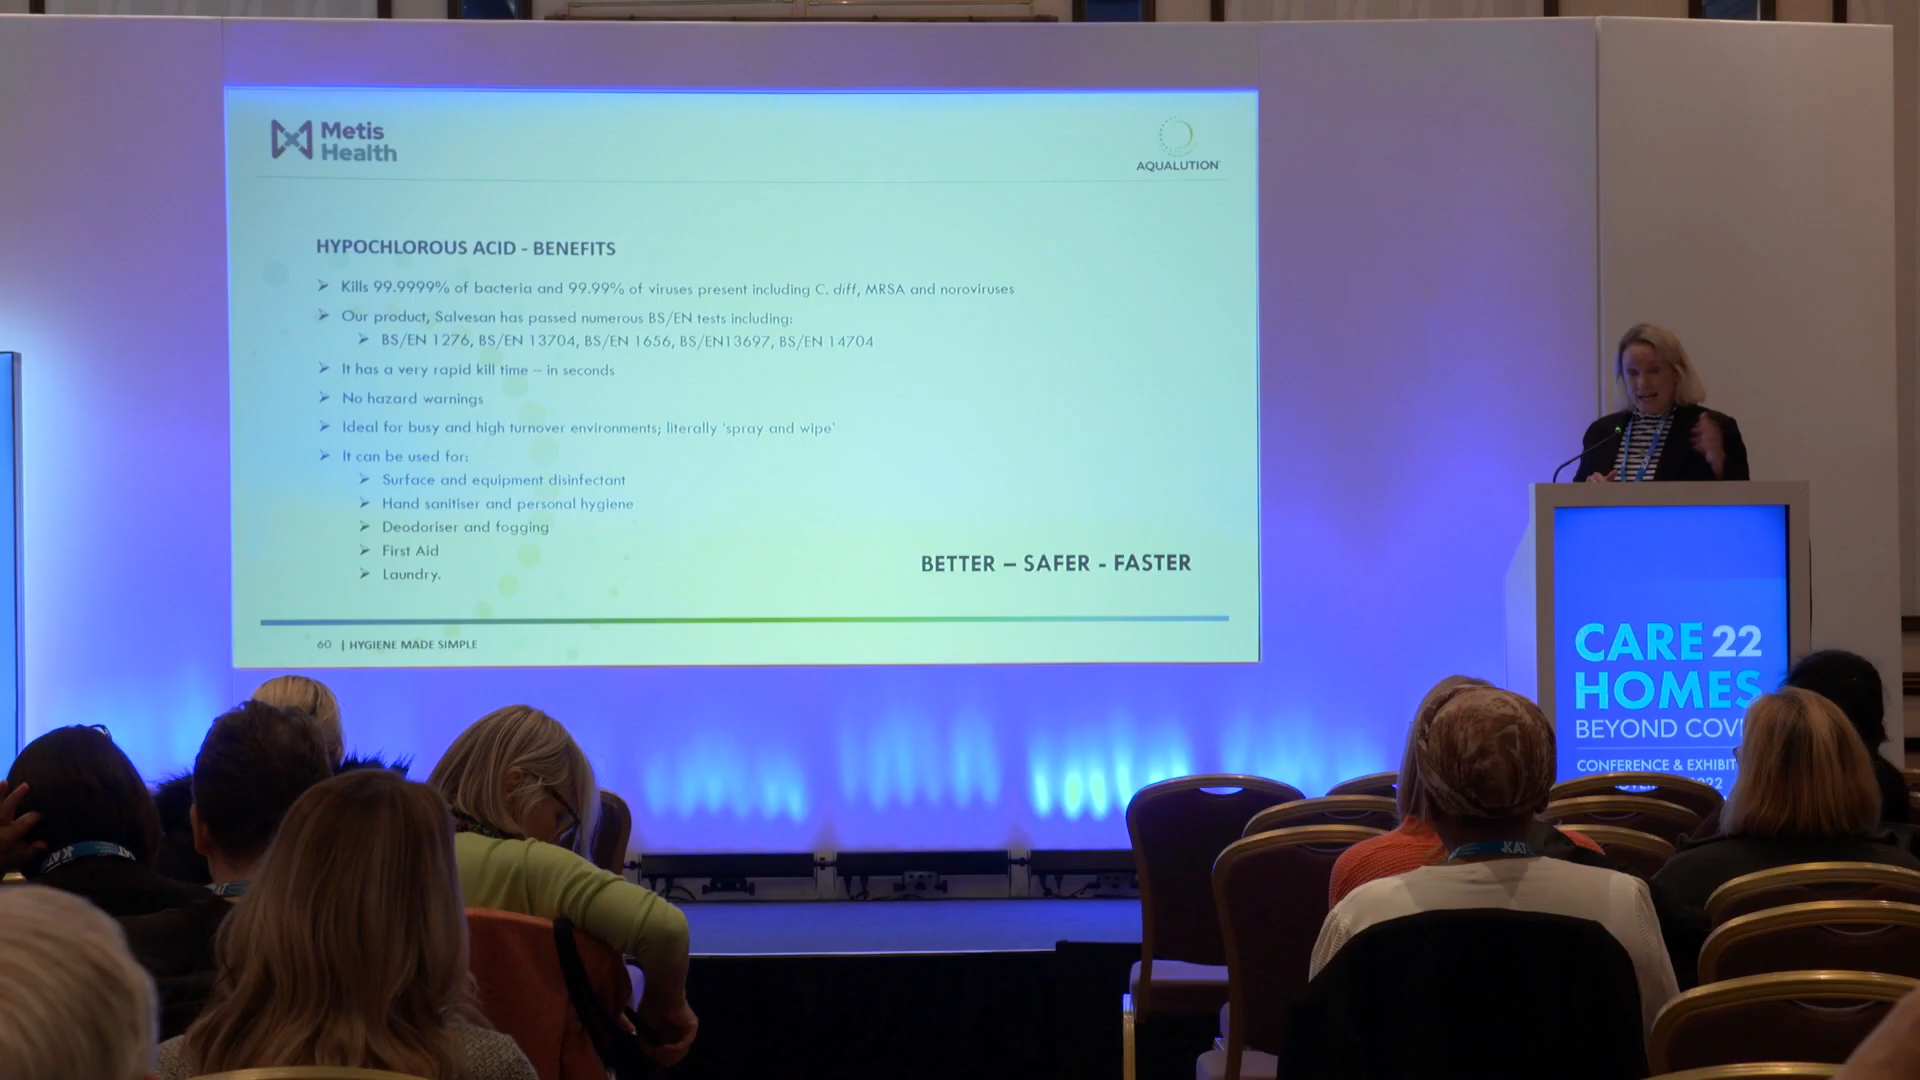 Metis
Health
AQUALUTION
HYPOCHLOROUS ACID - BENEFITS
➢ Kills 99.9999% of bacteria and 99.99% of viruses present including C. diff, MRSA and noroviruses
➢ Our product, Salvesan has passed numerous BS/EN tests including:
➢ BS/EN 1276, BS/EN 13704, BS/EN 1656, BS/EN13697, BS/EN 14704
➢ It has a very rapid kill time – in seconds
➢ No hazard warnings
➢ Ideal for busy and high turnover environments; literally 'spray and wipe'
➢ It can be used for:
➢ Surface and equipment disinfectant
➢ Hand sanitiser and personal hygiene
➢ Deodoriser and fogging
➢ First Aid
➢ Laundry.
BETTER – SAFER - FASTER
60 | HYGIENE MADE SIMPLE
CARE 22
HOMES
BEYOND COV
CONFERENCE & EXHIBIT
KAT